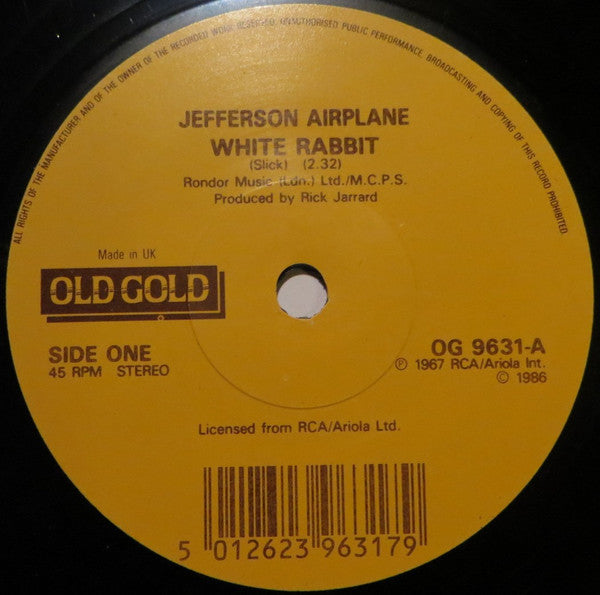 ALL RIGHTS OF THE MANUFACTURER AND OF THE OWNER OF THE RECORDED WORK RESERVED. UNAUTHORISED PUBLIC PERFORMANCE, BROADCASTING AND COPYING OF THIS RECORD PROHIBITED.
JEFFERSON AIRPLANE
WHITE RABBIT
(Slick) (2.32)
Rondor Music (Ldn.) Ltd./M.C.P.S.
Produced by Rick Jarrard
Made in UK
OLD GOLD
SIDE ONE
45 RPM STEREO
OG 9631-A
℗ 1967 RCA/Ariola Int.
© 1986
Licensed from RCA/Ariola Ltd.
5 012623 963179